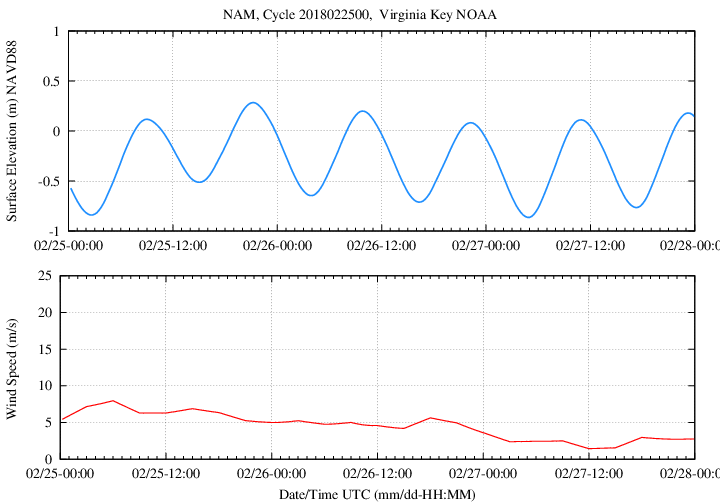 NAM, Cycle 2018022500, Virginia Key NOAA
Surface Elevation (m) NAVD88
1
0.5
0
-0.5
-1
02/25-00:00 02/25-12:00 02/26-00:00 02/26-12:00 02/27-00:00 02/27-12:00 02/28-00:0
Wind Speed (m/s)
25
20
15
10
5
0
02/25-00:00 02/25-12:00 02/26-00:00 02/26-12:00 02/27-00:00 02/27-12:00 02/28-00:0
Date/Time UTC (mm/dd-HH:MM)